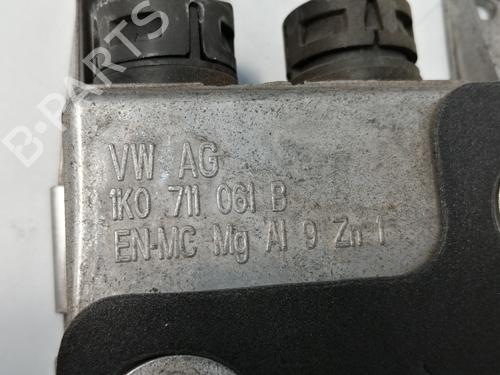 B-PARTS
VW AG
1K0 711 061 B
EN-MC Mg Al 9 Zn 1